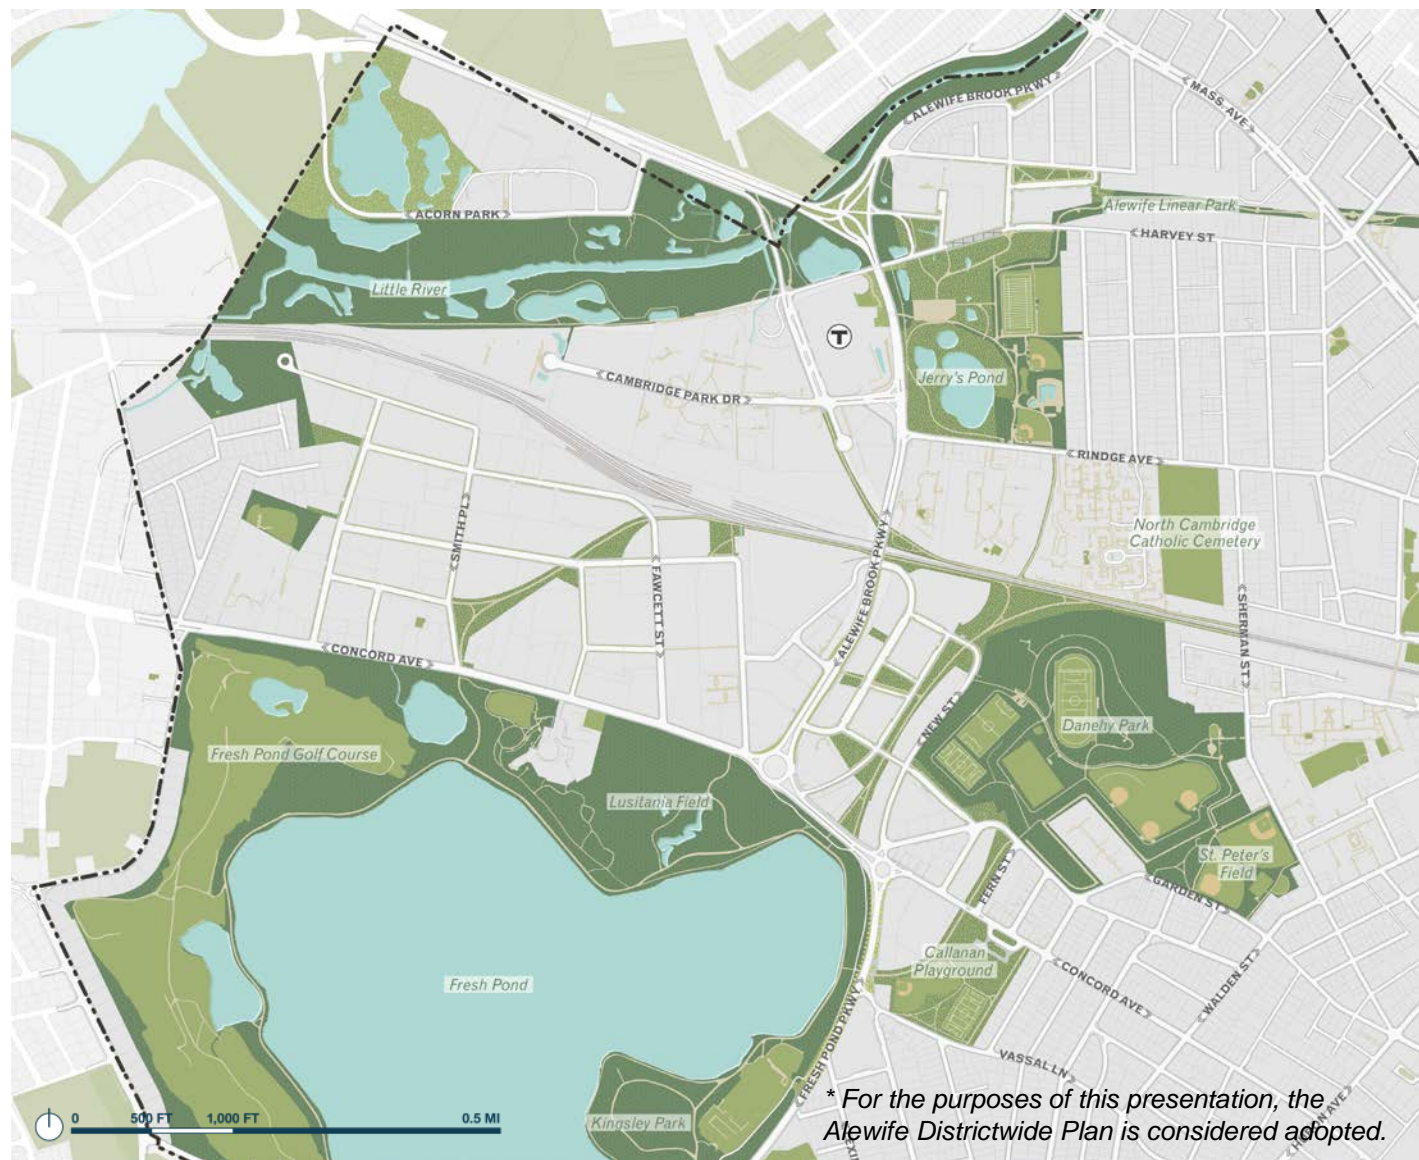 MASS. AVE
ALEWIFE BROOK PKWY
Alewife Linear Park
ACORN PARK
HARVEY ST
Little River
T
Jerry's Pond
CAMBRIDGE PARK DR
RINDGE AVE
SMITH PL
North Cambridge
Catholic Cemetery
ALEWIFE BROOK PKWY
FAWCETT ST
SHERMAN ST
CONCORD AVE
NEW ST
Danehy Park
Fresh Pond Golf Course
Lusitania Field
St. Peter's
Field
FERN ST
GARDEN ST
Callanan
Playground
Fresh Pond
CONCORD AVE
WALDEN ST
FRESH POND PKWY
VASSAL LN
Kingsley Park
0 500 FT 1,000 FT 0.5 MI
* For the purposes of this presentation, the
Alewife Districtwide Plan is considered adopted.